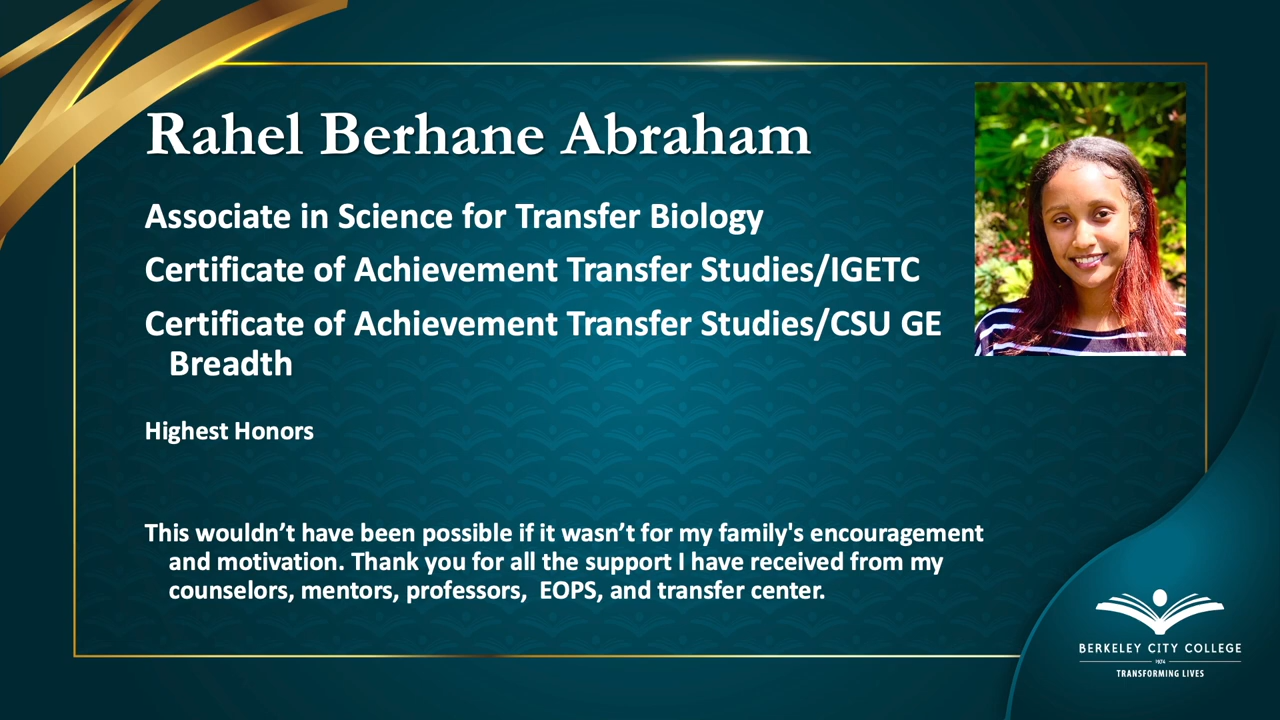 Rahel Berhane Abraham
Associate in Science for Transfer Biology
Certificate of Achievement Transfer Studies/IGETC
Certificate of Achievement Transfer Studies/CSU GE
Breadth
Highest Honors
This wouldn’t have been possible if it wasn’t for my family's encouragement
and motivation. Thank you for all the support I have received from my
counselors, mentors, professors,  EOPS, and transfer center.
BERKELEY CITY COLLEGE
1974
TRANSFORMING LIVES